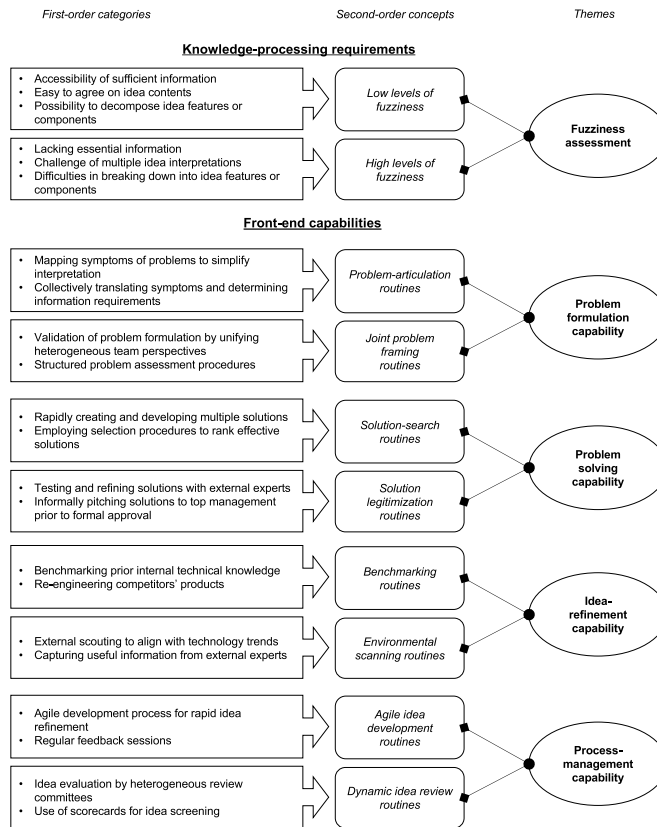 First-order categories
Second-order concepts
Themes
Knowledge-processing requirements
• Accessibility of sufficient information
• Easy to agree on idea contents
• Possibility to decompose idea features or
components
Low levels of
fuzziness
• Lacking essential information
• Challenge of multiple idea interpretations
• Difficulties in breaking down into idea features or
components
High levels of
fuzziness
Fuzziness
assessment
Front-end capabilities
• Mapping symptoms of problems to simplify
interpretation
• Collectively translating symptoms and determining
information requirements
Problem-articulation
routines
• Validation of problem formulation by unifying
heterogeneous team perspectives
• Structured problem assessment procedures
Joint problem
framing
routines
Problem
formulation
capability
• Rapidly creating and developing multiple solutions
• Employing selection procedures to rank effective
solutions
Solution-search
routines
• Testing and refining solutions with external experts
• Informally pitching solutions to top management
prior to formal approval
Solution
legitimization
routines
Problem
solving
capability
• Benchmarking prior internal technical knowledge
• Re-engineering competitors' products
Benchmarking
routines
• External scouting to align with technology trends
• Capturing useful information from external experts
Environmental
scanning routines
Idea-
refinement
capability
• Agile development process for rapid idea
refinement
• Regular feedback sessions
Agile idea
development
routines
• Idea evaluation by heterogeneous review
committees
• Use of scorecards for idea screening
Dynamic idea review
routines
Process-
management
capability